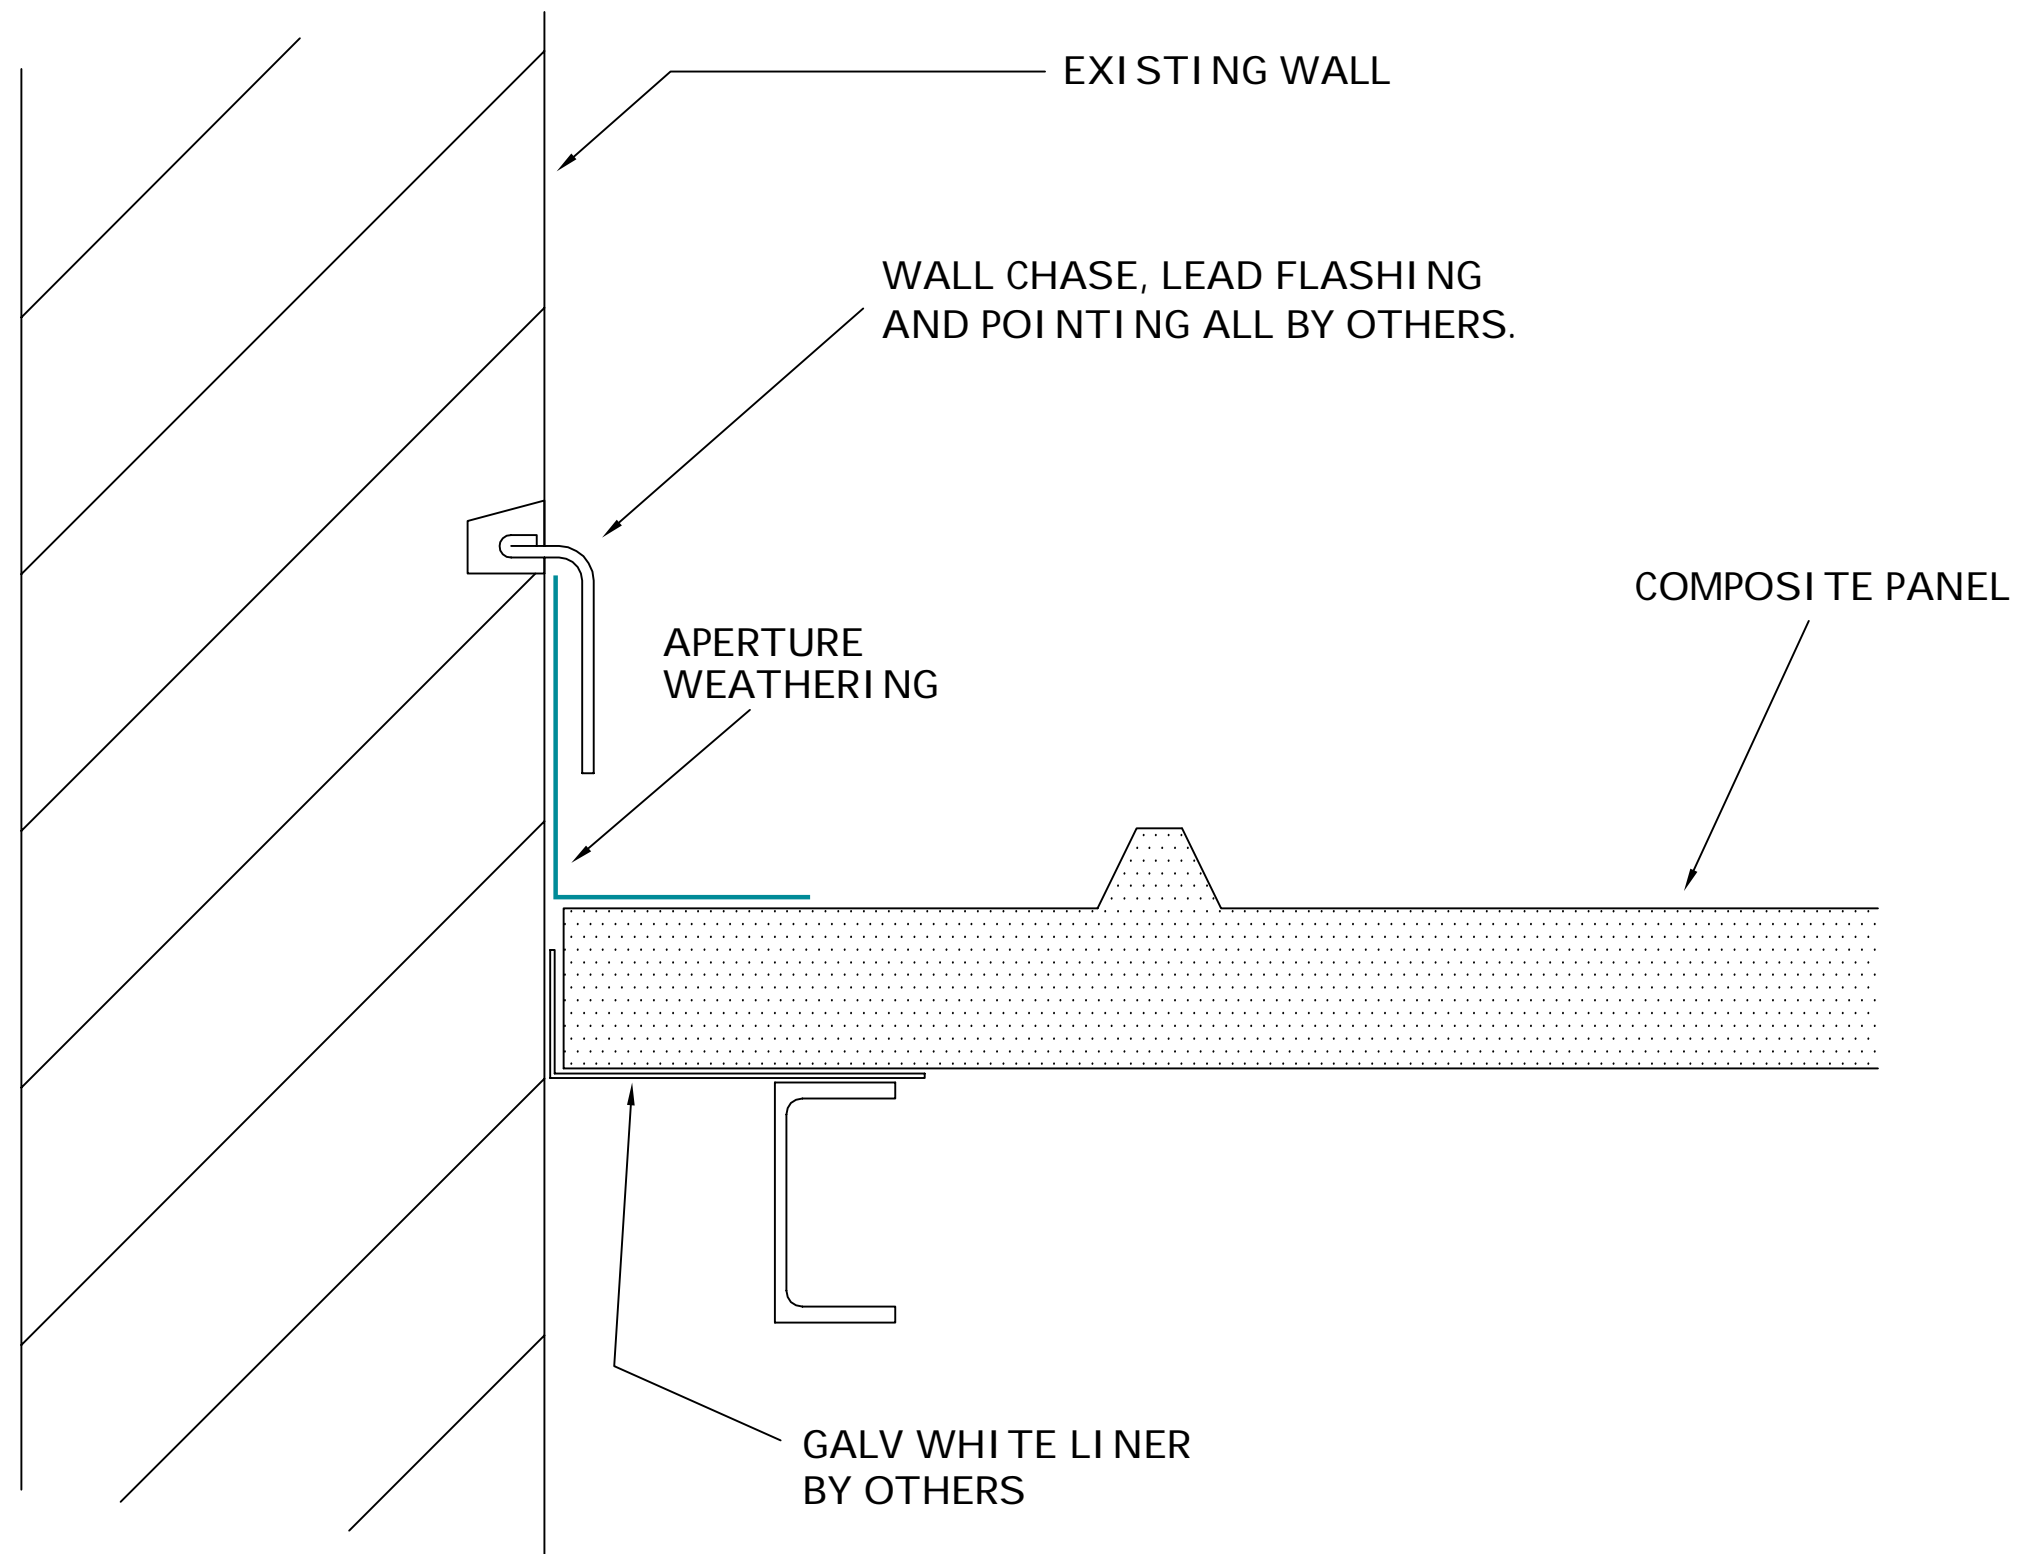 EXISTING WALL
WALL CHASE, LEAD FLASHING
AND POINTING ALL BY OTHERS.
COMPOSITE PANEL
APERTURE
WEATHERING
GALV WHITE LINER
BY OTHERS